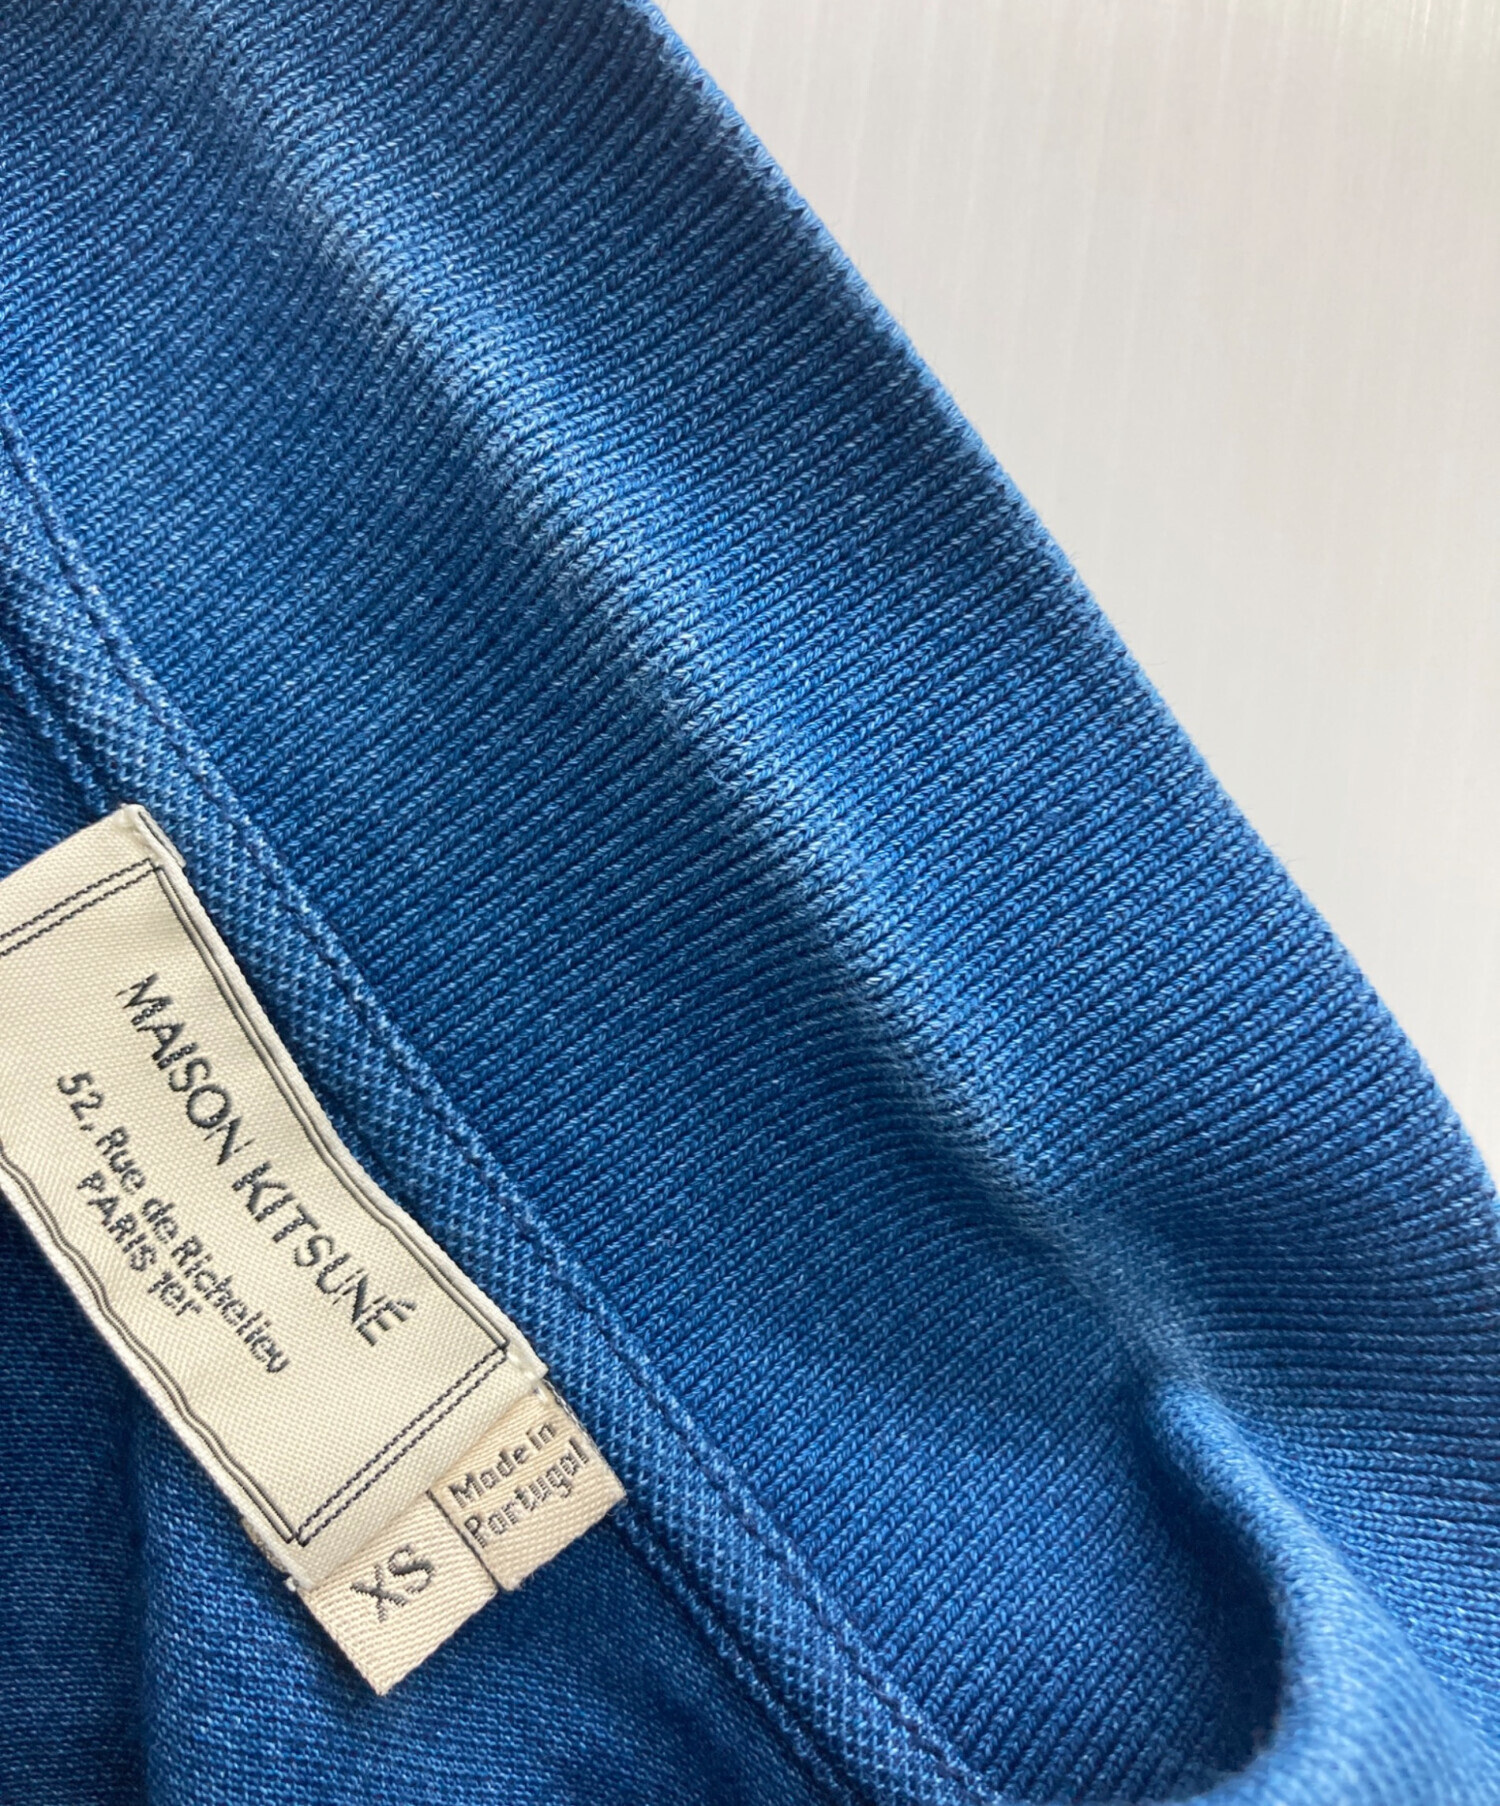 MAISON KITSUNÉ
52, Rue de Richelieu
PARIS 1er
Made in
Portugal
XS